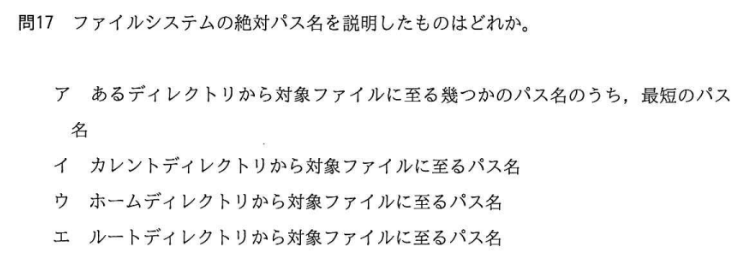 問17 ファイルシステムの絶対パス名を説明したものはどれか。
ア あるディレクトリから対象ファイルに至る幾つかのパス名のうち，最短のパス
名
イ カレントディレクトリから対象ファイルに至るパス名
ウ ホームディレクトリから対象ファイルに至るパス名
エ ルートディレクトリから対象ファイルに至るパス名